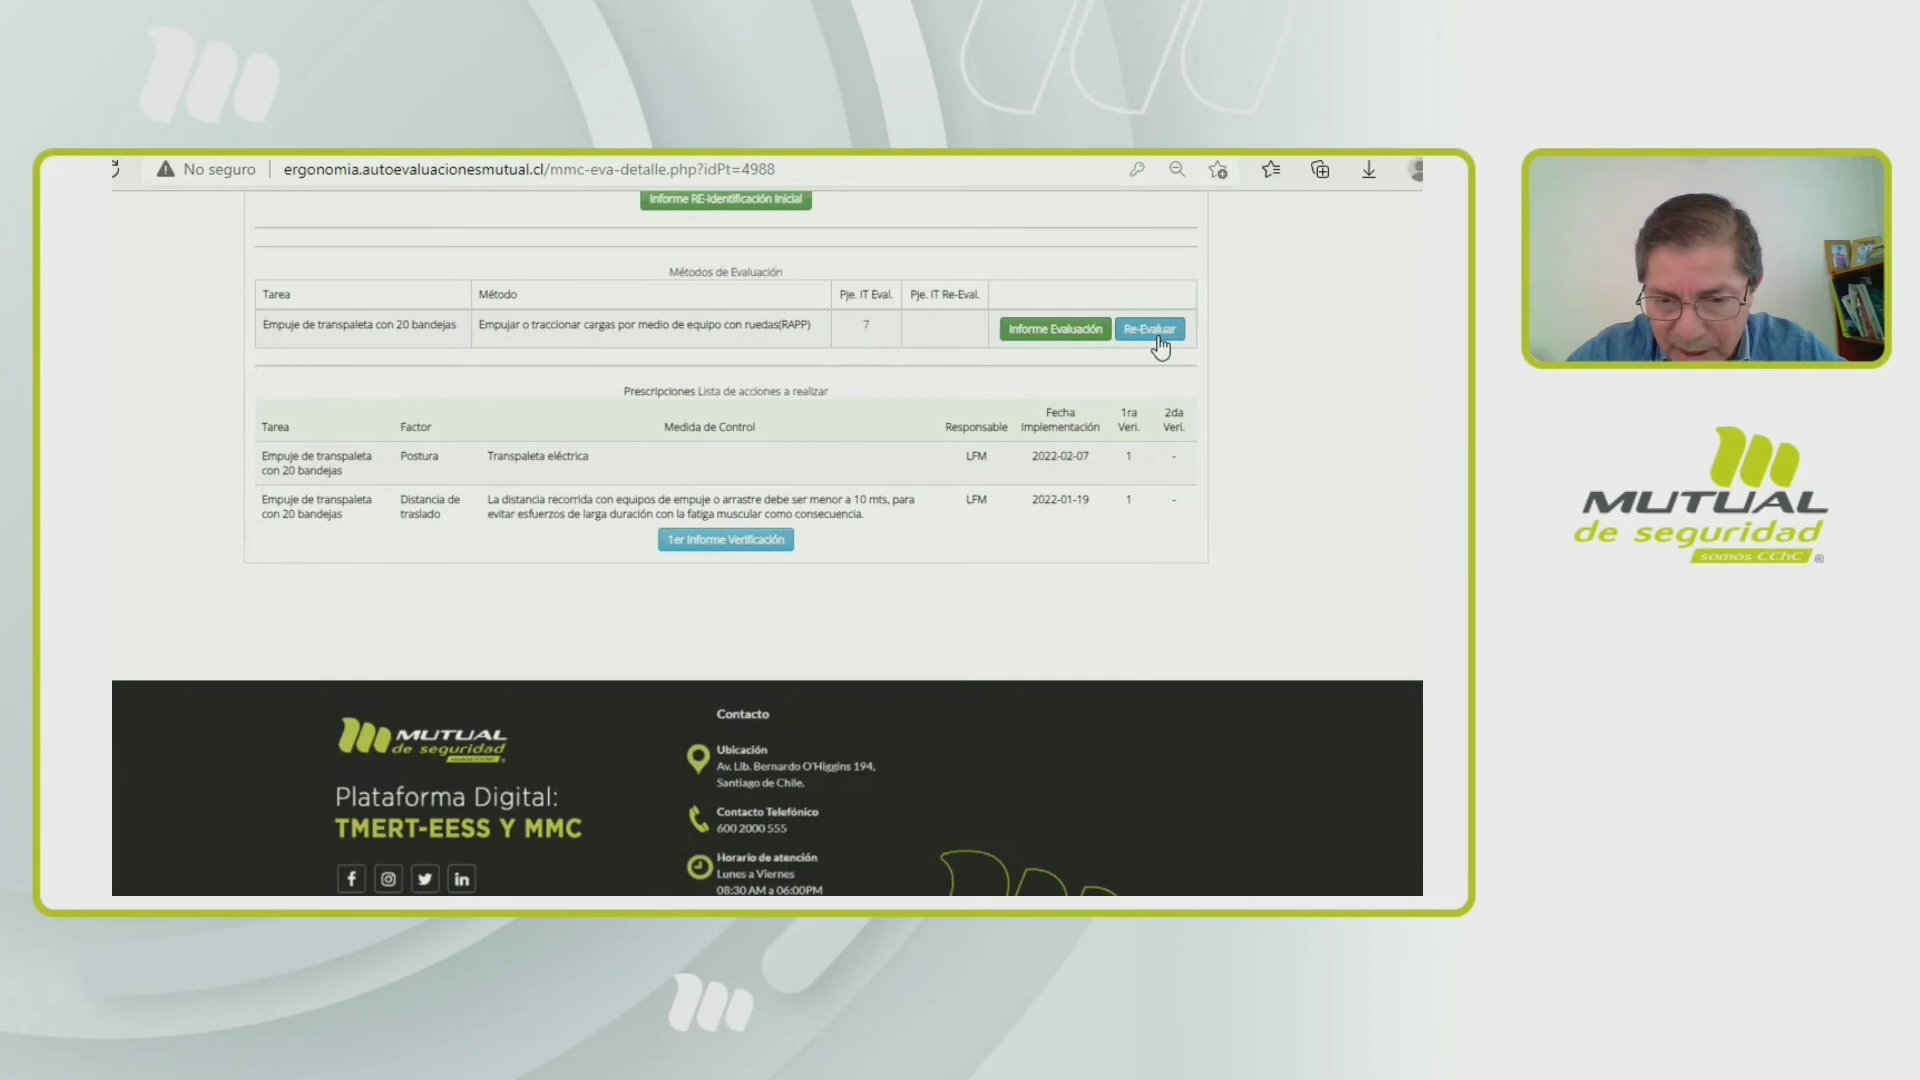 No seguro
ergonomia.autoevaluacionesmutual.cl/mmc-eva-detalle.php?idPt=4988
Informe RE-Identificación Inicial
Métodos de Evaluación
Tarea Método Pje. IT Eval. Pje. IT Re-Eval.
Empuje de transpaleta con 20 bandejas Empujar o traccionar cargas por medio de equipo con ruedas(RAPP) 7 Informe Evaluación Re-Evaluar
Prescripciones Lista de acciones a realizar
Tarea Factor Medida de Control Responsable Fecha Implementación 1ra Veri. 2da Veri.
Empuje de transpaleta Postura Transpaleta eléctrica LFM 2022-02-07 1 -
con 20 bandejas
Empuje de transpaleta Distancia de La distancia recorrida con equipos de empuje o arrastre debe ser menor a 10 mts, para LFM 2022-01-19 1 -
con 20 bandejas traslado evitar esfuerzos de larga duración con la fatiga muscular como consecuencia.
1er Informe Verificación
MUTUAL
de seguridad
Plataforma Digital:
TMERT-EESS Y MMC
Contacto
Ubicación
Av. Lib. Bernardo O'Higgins 194,
Santiago de Chile.
Contacto Telefónico
600 2000 555
Horario de atención
Lunes a Viernes
08:30 AM a 06:00PM
MUTUAL
de seguridad
somos CChC ®